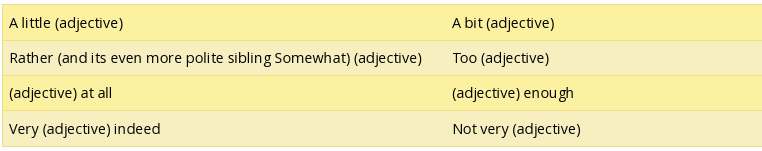 A little (adjective) A bit (adjective)
Rather (and its even more polite sibling Somewhat) (adjective) Too (adjective)
(adjective) at all (adjective) enough
Very (adjective) indeed Not very (adjective)